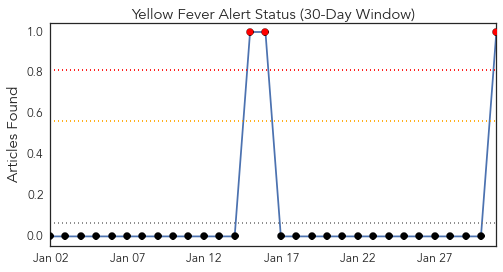 Yellow Fever Alert Status (30-Day Window)
Articles Found
1.0
0.8
0.6
0.4
0.2
0.0
Jan 02
Jan 07
Jan 12
Jan 17
Jan 22
Jan 27